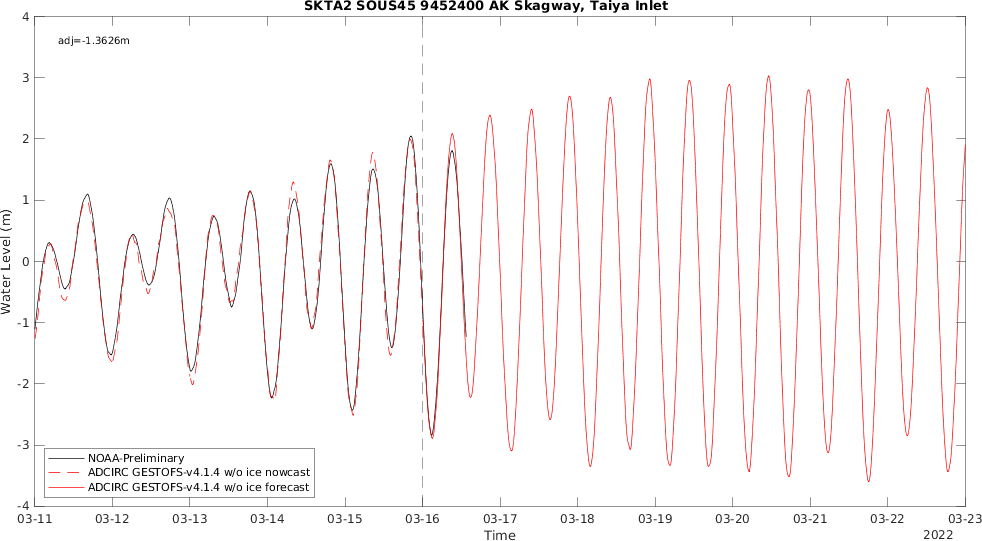 SKTA2 SOUS45 9452400 AK Skagway, Taiya Inlet
adj=-1.3626m
4
3
2
1
0
-1
-2
-3
-4
Water Level (m)
NOAA-Preliminary
ADCIRC GESTOFS-v4.1.4 w/o ice nowcast
ADCIRC GESTOFS-v4.1.4 w/o ice forecast
03-11 03-12 03-13 03-14 03-15 03-16 03-17 03-18 03-19 03-20 03-21 03-22 03-23
Time
2022